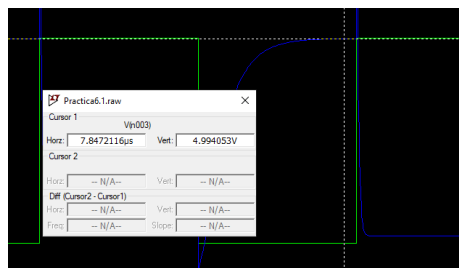 Practica6.1.raw
Cursor 1
V(n003)
Horz: 7.8472116µs Vert: 4.994053V
Cursor 2
Horz: -- N/A-- Vert: -- N/A--
Diff (Cursor2 - Cursor1)
Horz: -- N/A-- Vert: -- N/A--
Freq: -- N/A-- Slope: -- N/A--